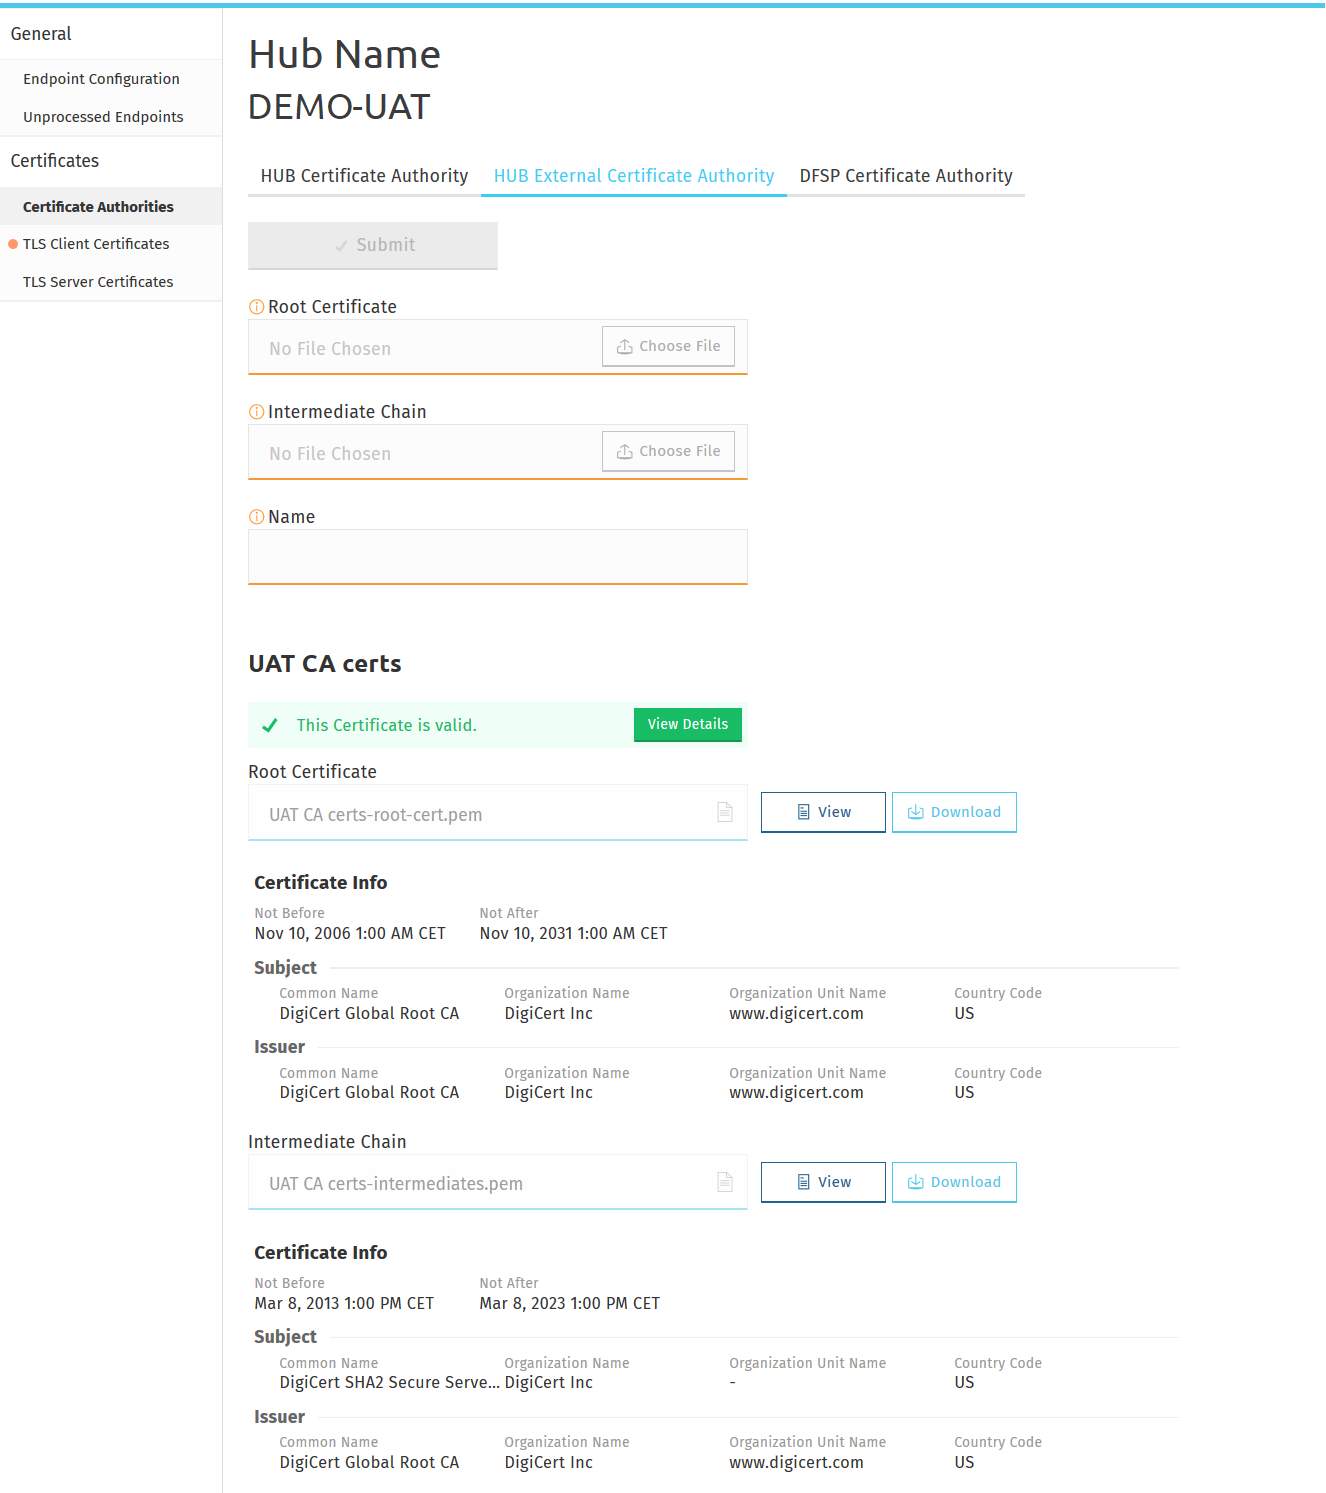 General
Endpoint Configuration
Unprocessed Endpoints
Certificates
Certificate Authorities
TLS Client Certificates
TLS Server Certificates
Hub Name
DEMO-UAT
HUB Certificate Authority HUB External Certificate Authority DFSP Certificate Authority
Submit
Root Certificate
No File Chosen Choose File
Intermediate Chain
No File Chosen Choose File
Name
UAT CA certs
This Certificate is valid. View Details
Root Certificate
UAT CA certs-root-cert.pem View Download
Certificate Info
Not Before Not After
Nov 10, 2006 1:00 AM CET Nov 10, 2031 1:00 AM CET
Subject
Common Name Organization Name Organization Unit Name Country Code
DigiCert Global Root CA DigiCert Inc www.digicert.com US
Issuer
Common Name Organization Name Organization Unit Name Country Code
DigiCert Global Root CA DigiCert Inc www.digicert.com US
Intermediate Chain
UAT CA certs-intermediates.pem View Download
Certificate Info
Not Before Not After
Mar 8, 2013 1:00 PM CET Mar 8, 2023 1:00 PM CET
Subject
Common Name Organization Name Organization Unit Name Country Code
DigiCert SHA2 Secure Serve... DigiCert Inc - US
Issuer
Common Name Organization Name Organization Unit Name Country Code
DigiCert Global Root CA DigiCert Inc www.digicert.com US